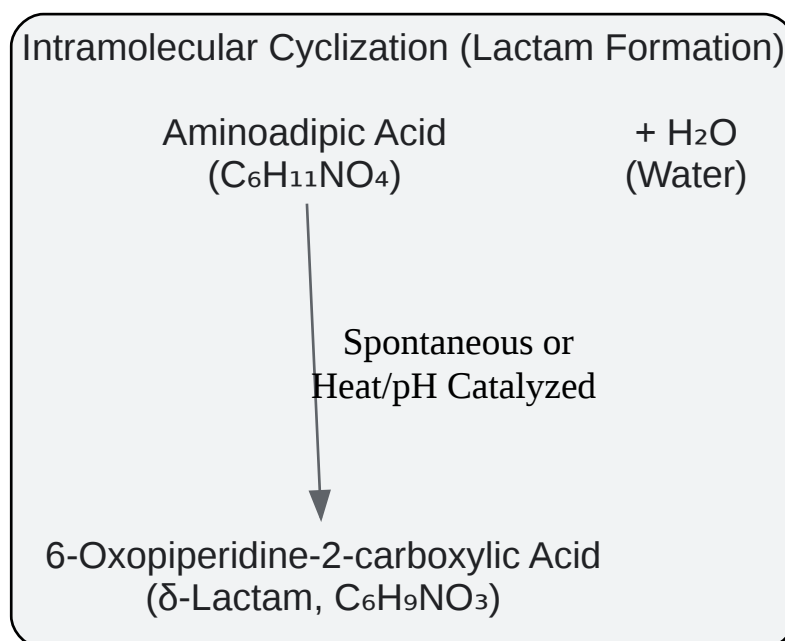 Intramolecular Cyclization (Lactam Formation)
Aminoadipic Acid
(C₆H₁₁NO₄)
+ H₂O
(Water)
Spontaneous or
Heat/pH Catalyzed
6-Oxopiperidine-2-carboxylic Acid
(δ-Lactam, C₆H₉NO₃)